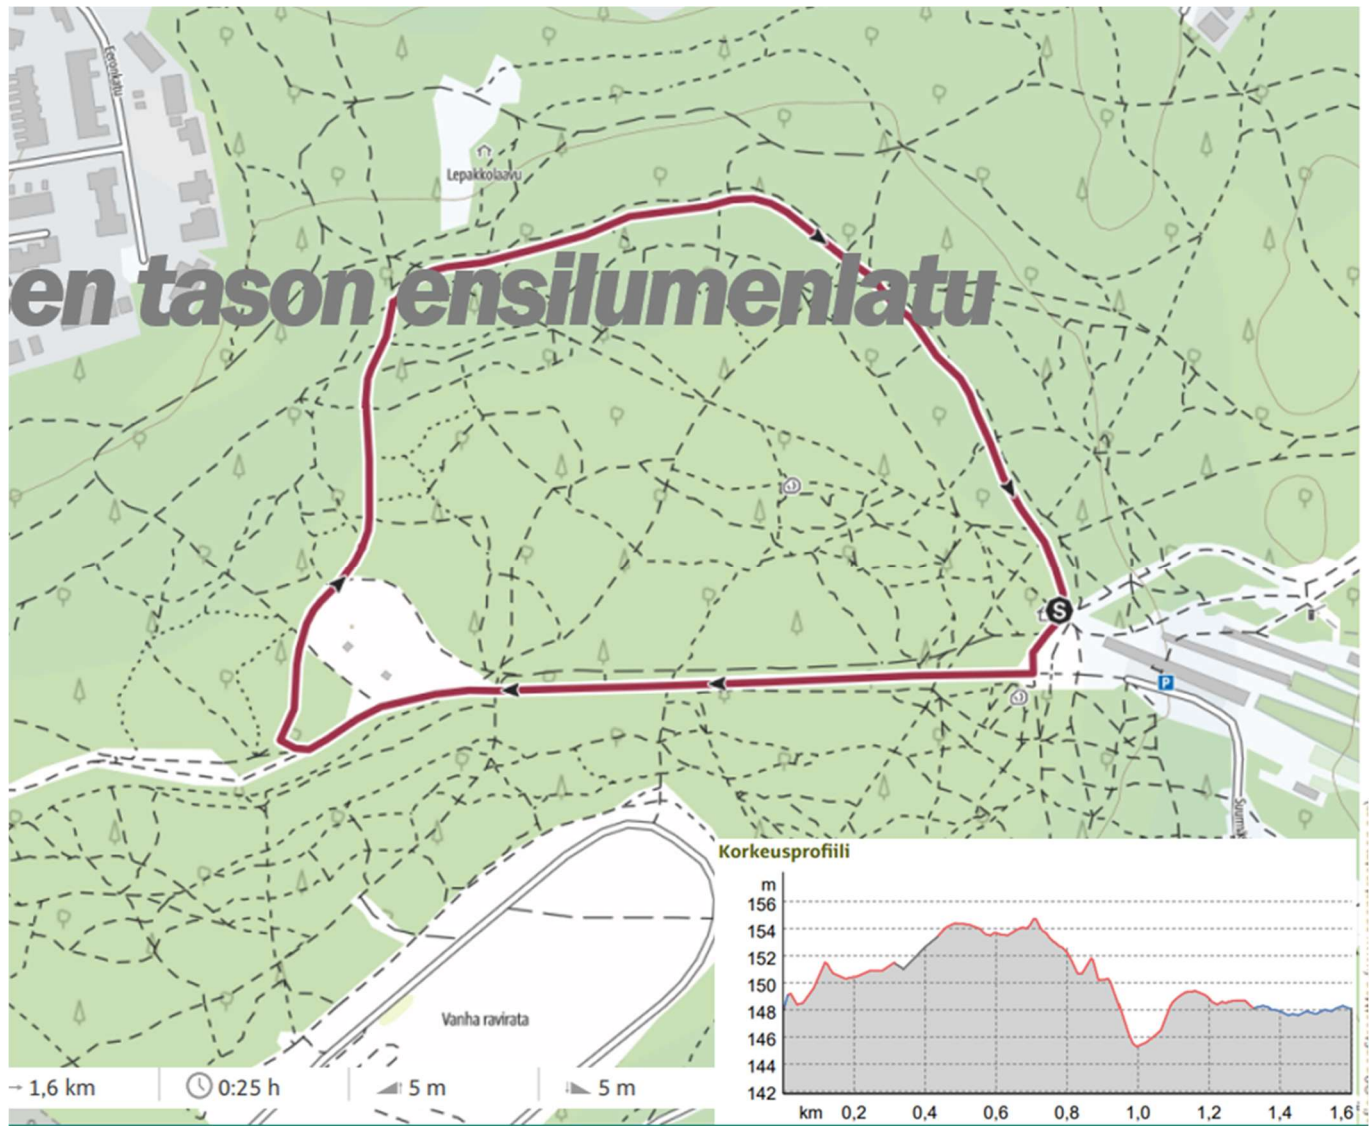 Eeronkatu
Lepakkolaavu
en tason ensilumenlatu
S
P
Vanha ravirata
1,6 km
0:25 h
5 m
5 m
Korkeusprofiili
m
156
154
152
150
148
146
144
142
km 0,2 0,4 0,6 0,8 1,0 1,2 1,4 1,6